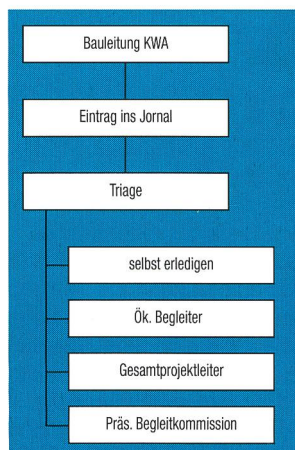 Bauleitung KWA
Eintrag ins Jornal
Triage
selbst erledigen
Ök. Begleiter
Gesamtprojektleiter
Präs. Begleitkommission